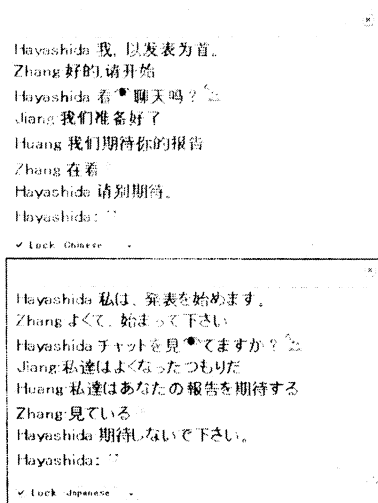 Hayashida 我, 以发表为首。
Zhang 好的,请开始
Hayashida 看 聊天吗?
Jiang 我们准备好了
Huang 我们期待你的报告
Zhang 在着
Hayashida 请别期待。
Hayashida:
✓ Lock Chinese
Hayashida 私は、発表を始めます。
Zhang よくて、始まって下さい
Hayashida チャットを見 てますか?
Jiang:私達はよくなったつもりだ
Huang:私達はあなたの報告を期待する
Zhang:見ている
Hayashida 期待しないで下さい。
Hayashida:
✓ Lock Japanese